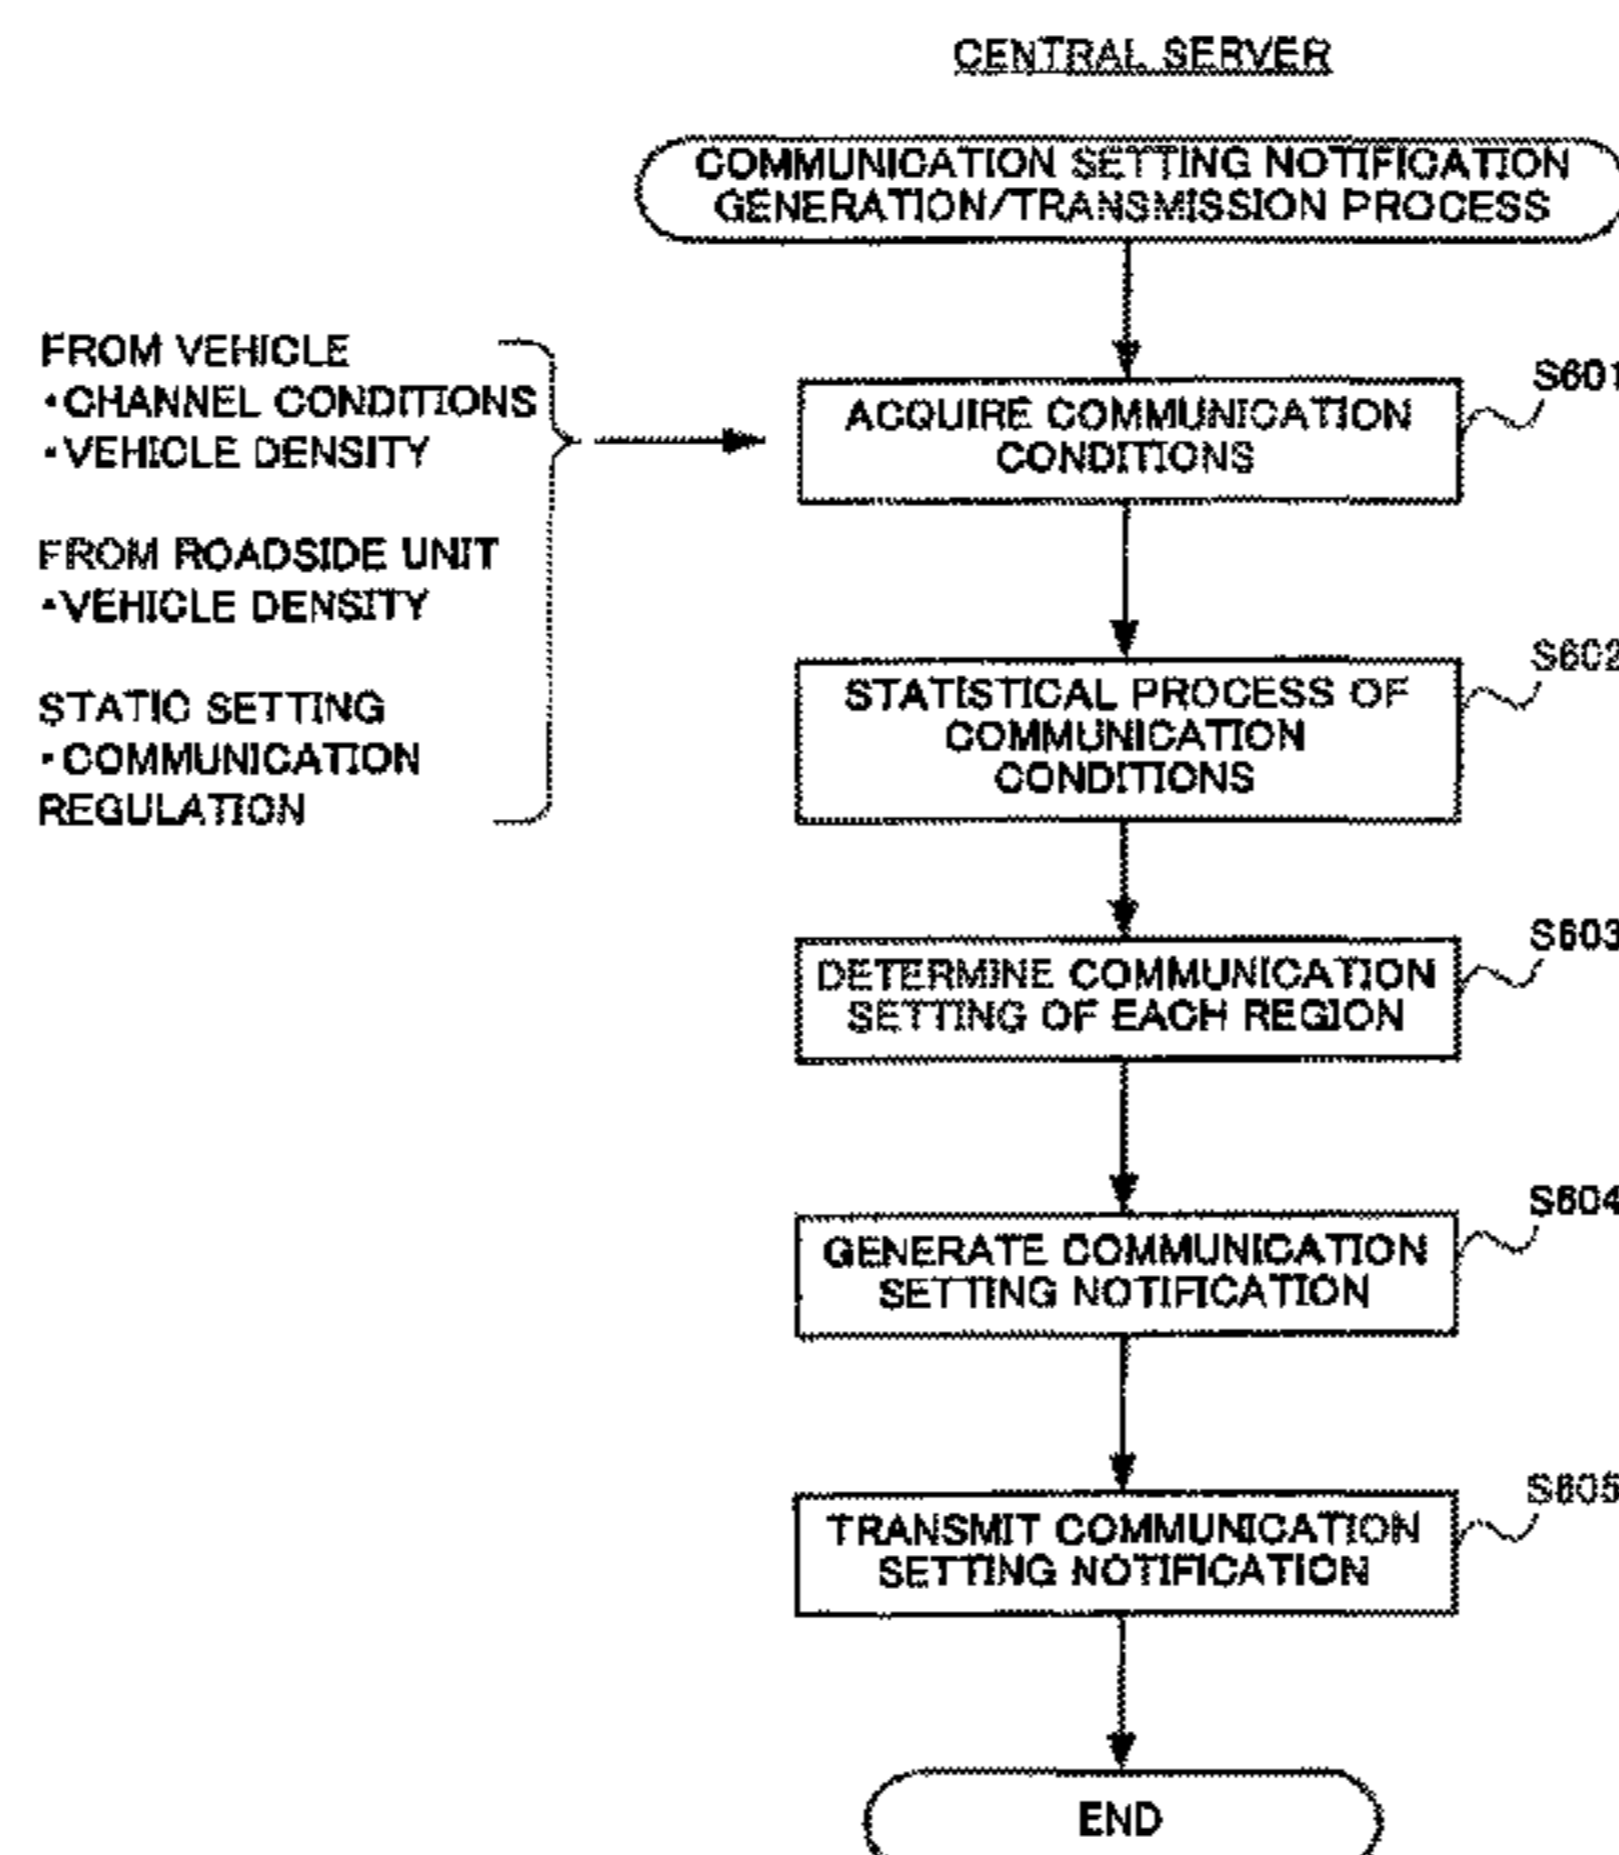 CENTRAL SERVER
COMMUNICATION SETTING NOTIFICATION
GENERATION/TRANSMISSION PROCESS
FROM VEHICLE
・CHANNEL CONDITIONS
・VEHICLE DENSITY
FROM ROADSIDE UNIT
・VEHICLE DENSITY
STATIC SETTING
・COMMUNICATION
REGULATION
S601
ACQUIRE COMMUNICATION
CONDITIONS
S602
STATISTICAL PROCESS OF
COMMUNICATION
CONDITIONS
S603
DETERMINE COMMUNICATION
SETTING OF EACH REGION
S604
GENERATE COMMUNICATION
SETTING NOTIFICATION
S605
TRANSMIT COMMUNICATION
SETTING NOTIFICATION
END